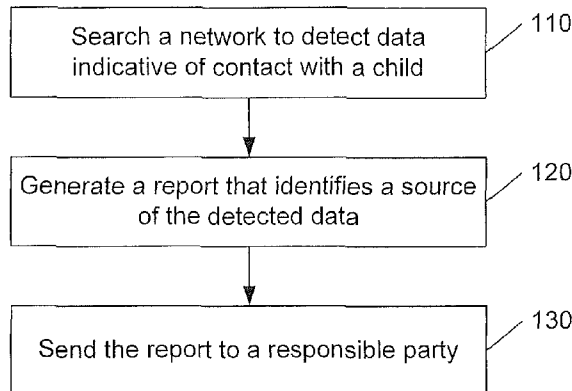 Search a network to detect data
indicative of contact with a child
110
Generate a report that identifies a source
of the detected data
120
Send the report to a responsible party
130